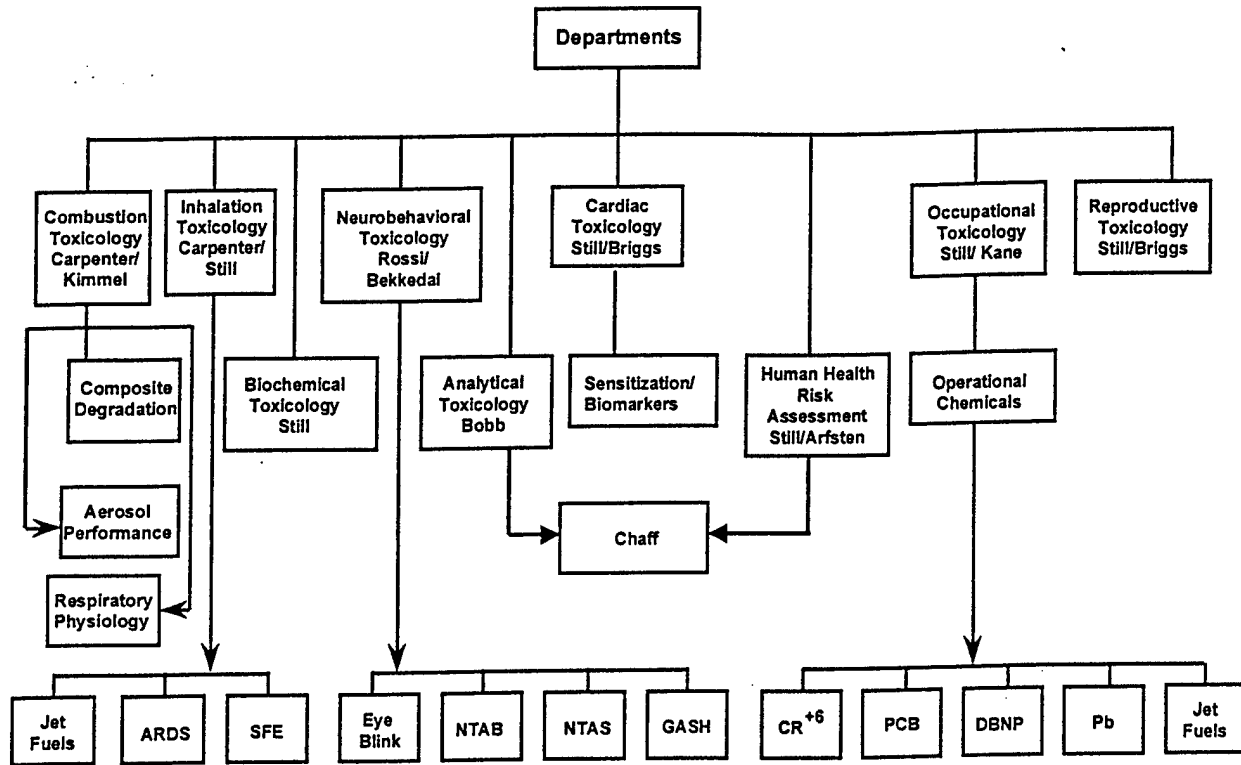 Departments
Combustion
Toxicology
Carpenter/
Kimmel
Inhalation
Toxicology
Carpenter/
Still
Neurobehavioral
Toxicology
Rossi/
Bekkedal
Cardiac
Toxicology
Still/Briggs
Occupational
Toxicology
Still/ Kane
Reproductive
Toxicology
Still/Briggs
Composite
Degradation
Biochemical
Toxicology
Still
Analytical
Toxicology
Bobb
Sensitization/
Biomarkers
Human Health
Risk
Assessment
Still/Arfsten
Operational
Chemicals
Aerosol
Performance
Chaff
Respiratory
Physiology
Jet
Fuels
ARDS
SFE
Eye
Blink
NTAB
NTAS
GASH
CR+6
PCB
DBNP
Pb
Jet
Fuels